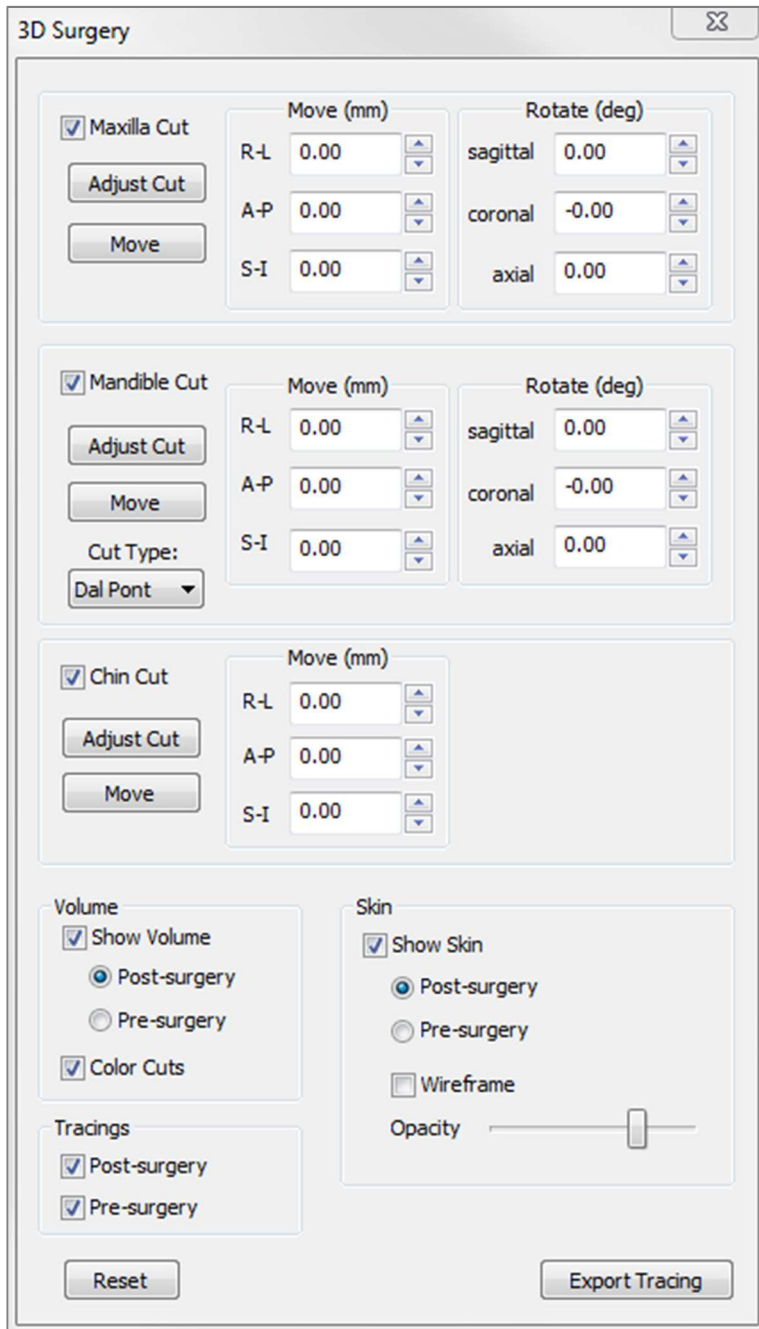 3D Surgery
Maxilla Cut
Adjust Cut
Move
Move (mm)
R-L 0.00
A-P 0.00
S-I 0.00
Rotate (deg)
sagittal 0.00
coronal -0.00
axial 0.00
Mandible Cut
Adjust Cut
Move
Cut Type:
Dal Pont
Move (mm)
R-L 0.00
A-P 0.00
S-I 0.00
Rotate (deg)
sagittal 0.00
coronal -0.00
axial 0.00
Chin Cut
Adjust Cut
Move
Move (mm)
R-L 0.00
A-P 0.00
S-I 0.00
Volume
Show Volume
Post-surgery
Pre-surgery
Color Cuts
Tracings
Post-surgery
Pre-surgery
Skin
Show Skin
Post-surgery
Pre-surgery
Wireframe
Opacity
Reset
Export Tracing